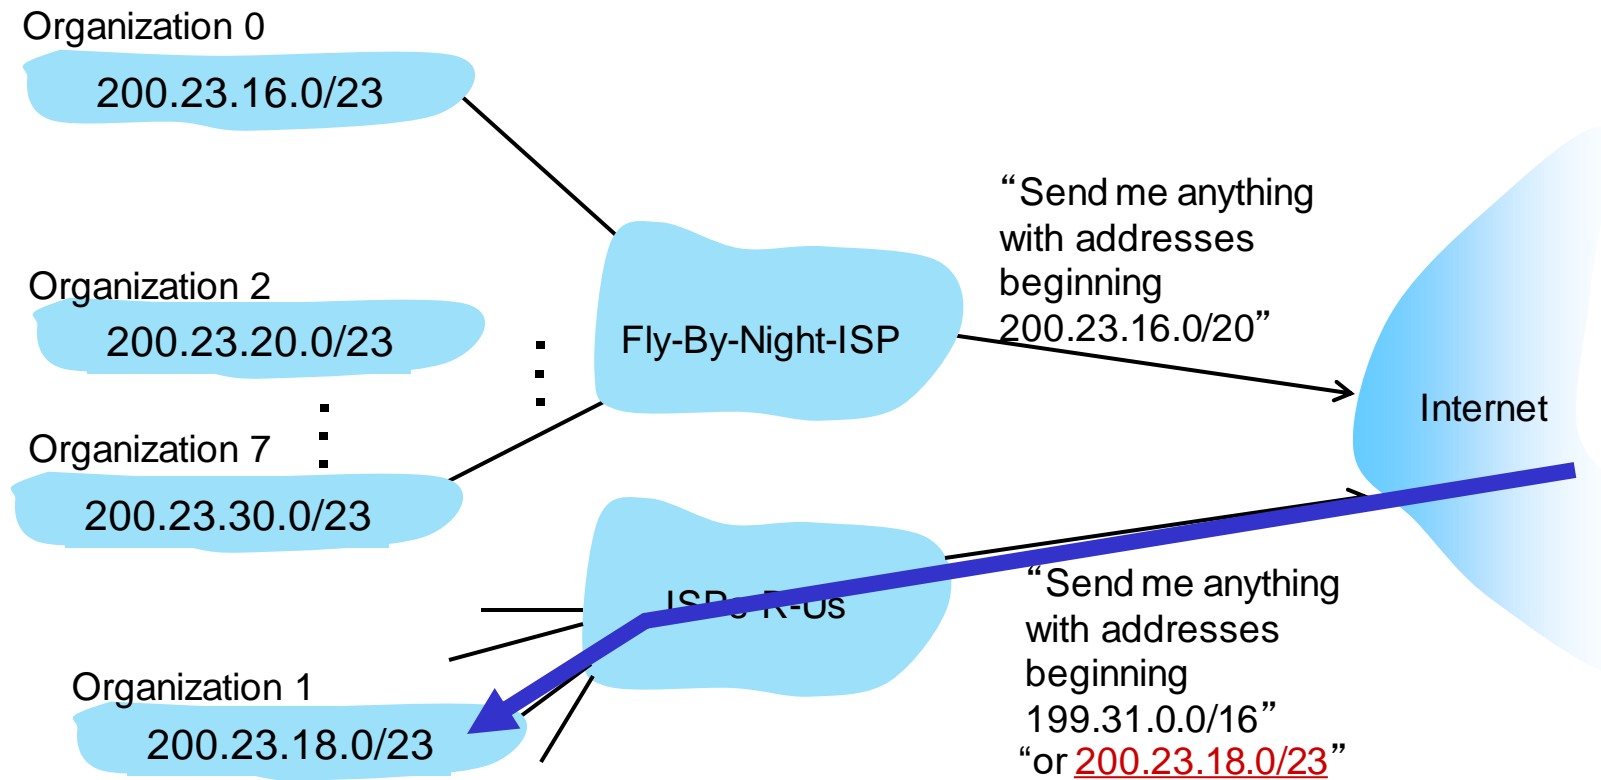 Organization 0
200.23.16.0/23
Organization 2
200.23.20.0/23
Organization 7
200.23.30.0/23
Fly-By-Night-ISP
“Send me anything
with addresses
beginning
200.23.16.0/20”
Internet
ISPs-R-Us
Organization 1
200.23.18.0/23
“Send me anything
with addresses
beginning
199.31.0.0/16”
“or 200.23.18.0/23”